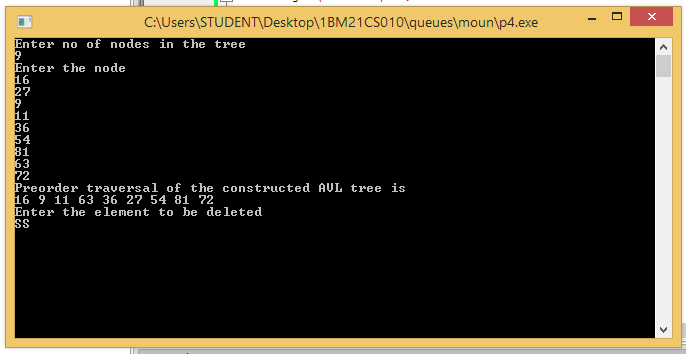 C:\Users\STUDENT\Desktop\1BM21CS010\queues\moun\p4.exe
Enter no of nodes in the tree
9
Enter the node
16
27
9
11
36
54
81
63
72
Preorder traversal of the constructed AVL tree is
16 9 11 63 36 27 54 81 72
Enter the element to be deleted
SS